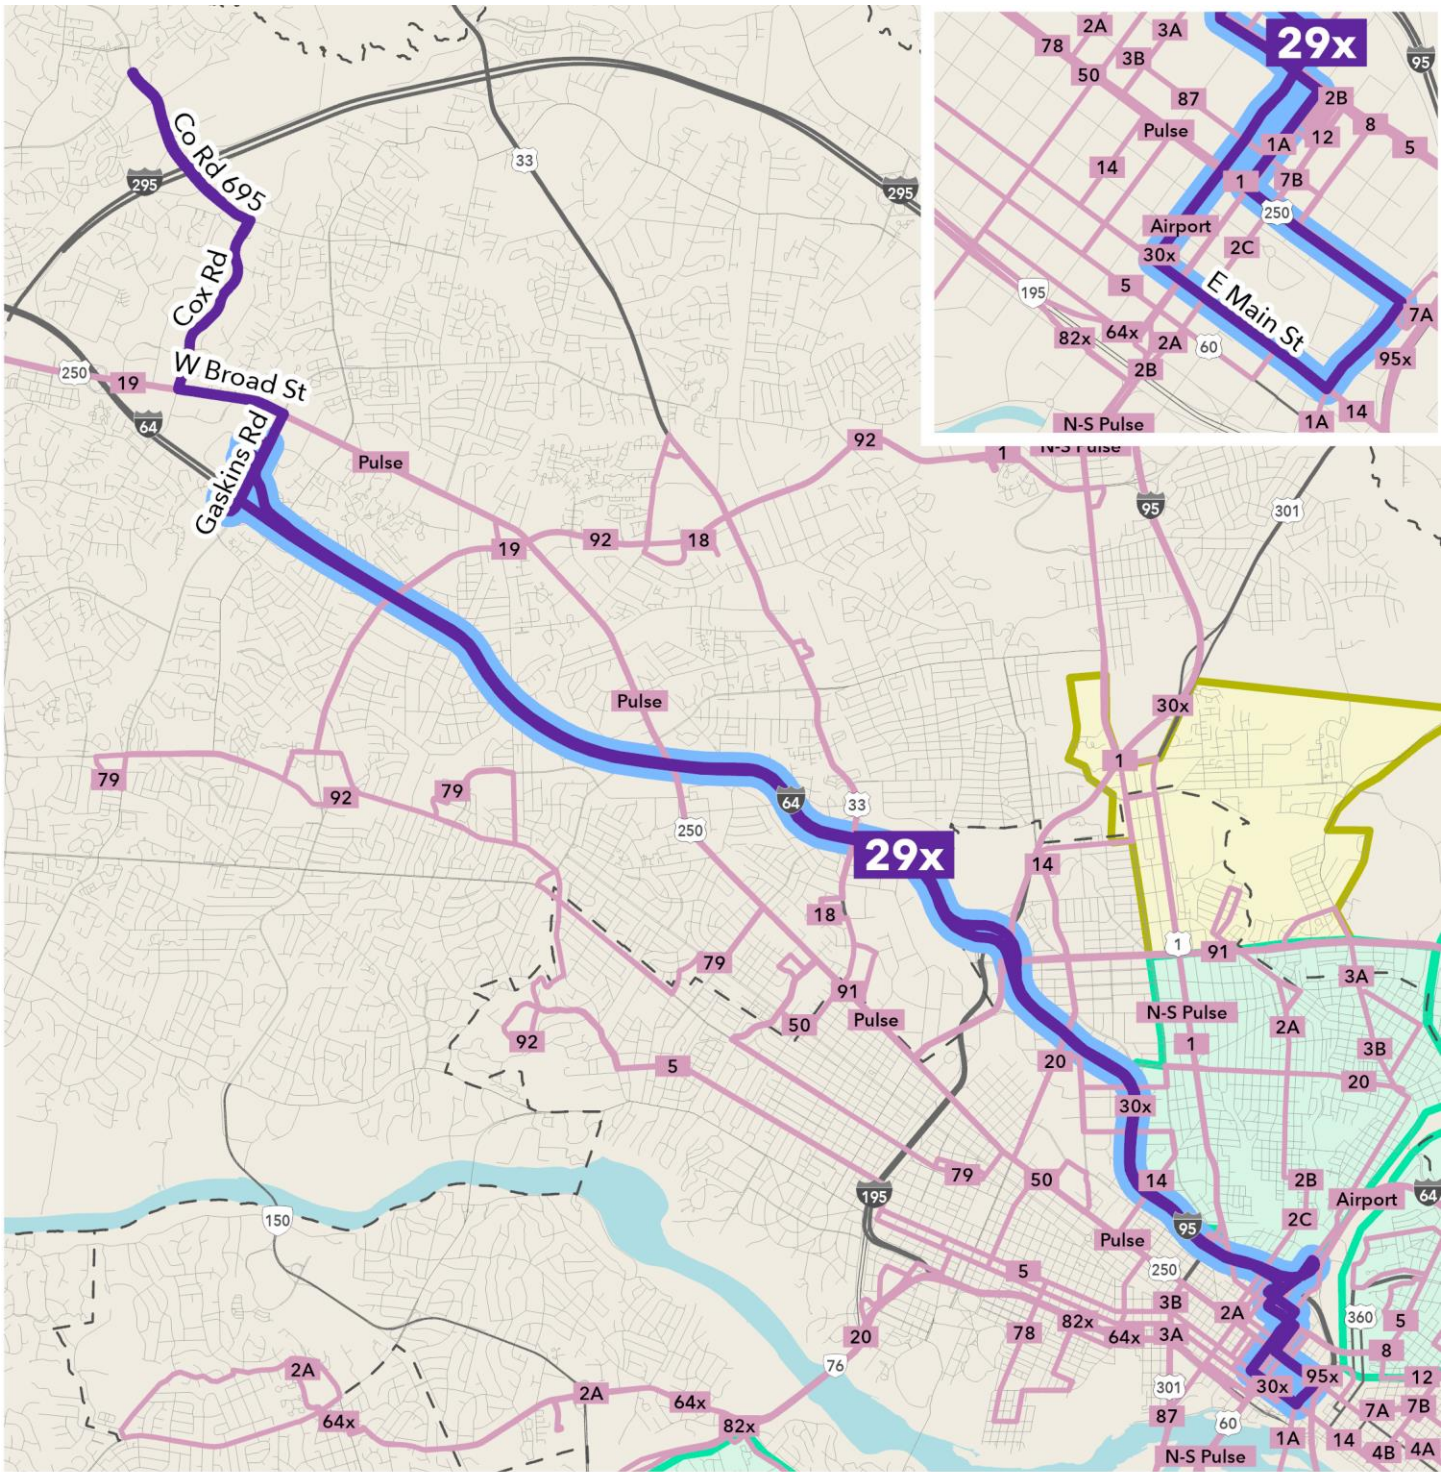 Co Rd 695
295
33
295
Cox Rd
W Broad St
250
19
64
Gaskins Rd
Pulse
92
1
N-S Pulse
95
301
19
92
18
Pulse
30x
1
79
92
79
64
33
250
29x
14
18
1
91
79
3A
91
50
Pulse
N-S Pulse
2A
92
5
20
1
3B
20
30x
79
50
14
2B
195
Airport
64
150
95
2C
Pulse
250
5
3B
2A
360
78
82x
5
20
64x
3A
8
76
2A
301
30x
95x
12
2A
64x
87
60
7A
7B
64x
82x
1A
14
4B
4A
N-S Pulse
29x
2A
3A
78
3B
95
50
87
2B
8
Pulse
12
1A
5
14
1
7B
250
Airport
2C
30x
195
5
E Main St
7A
64x
82x
2A
60
95x
2B
N-S Pulse
1A
14